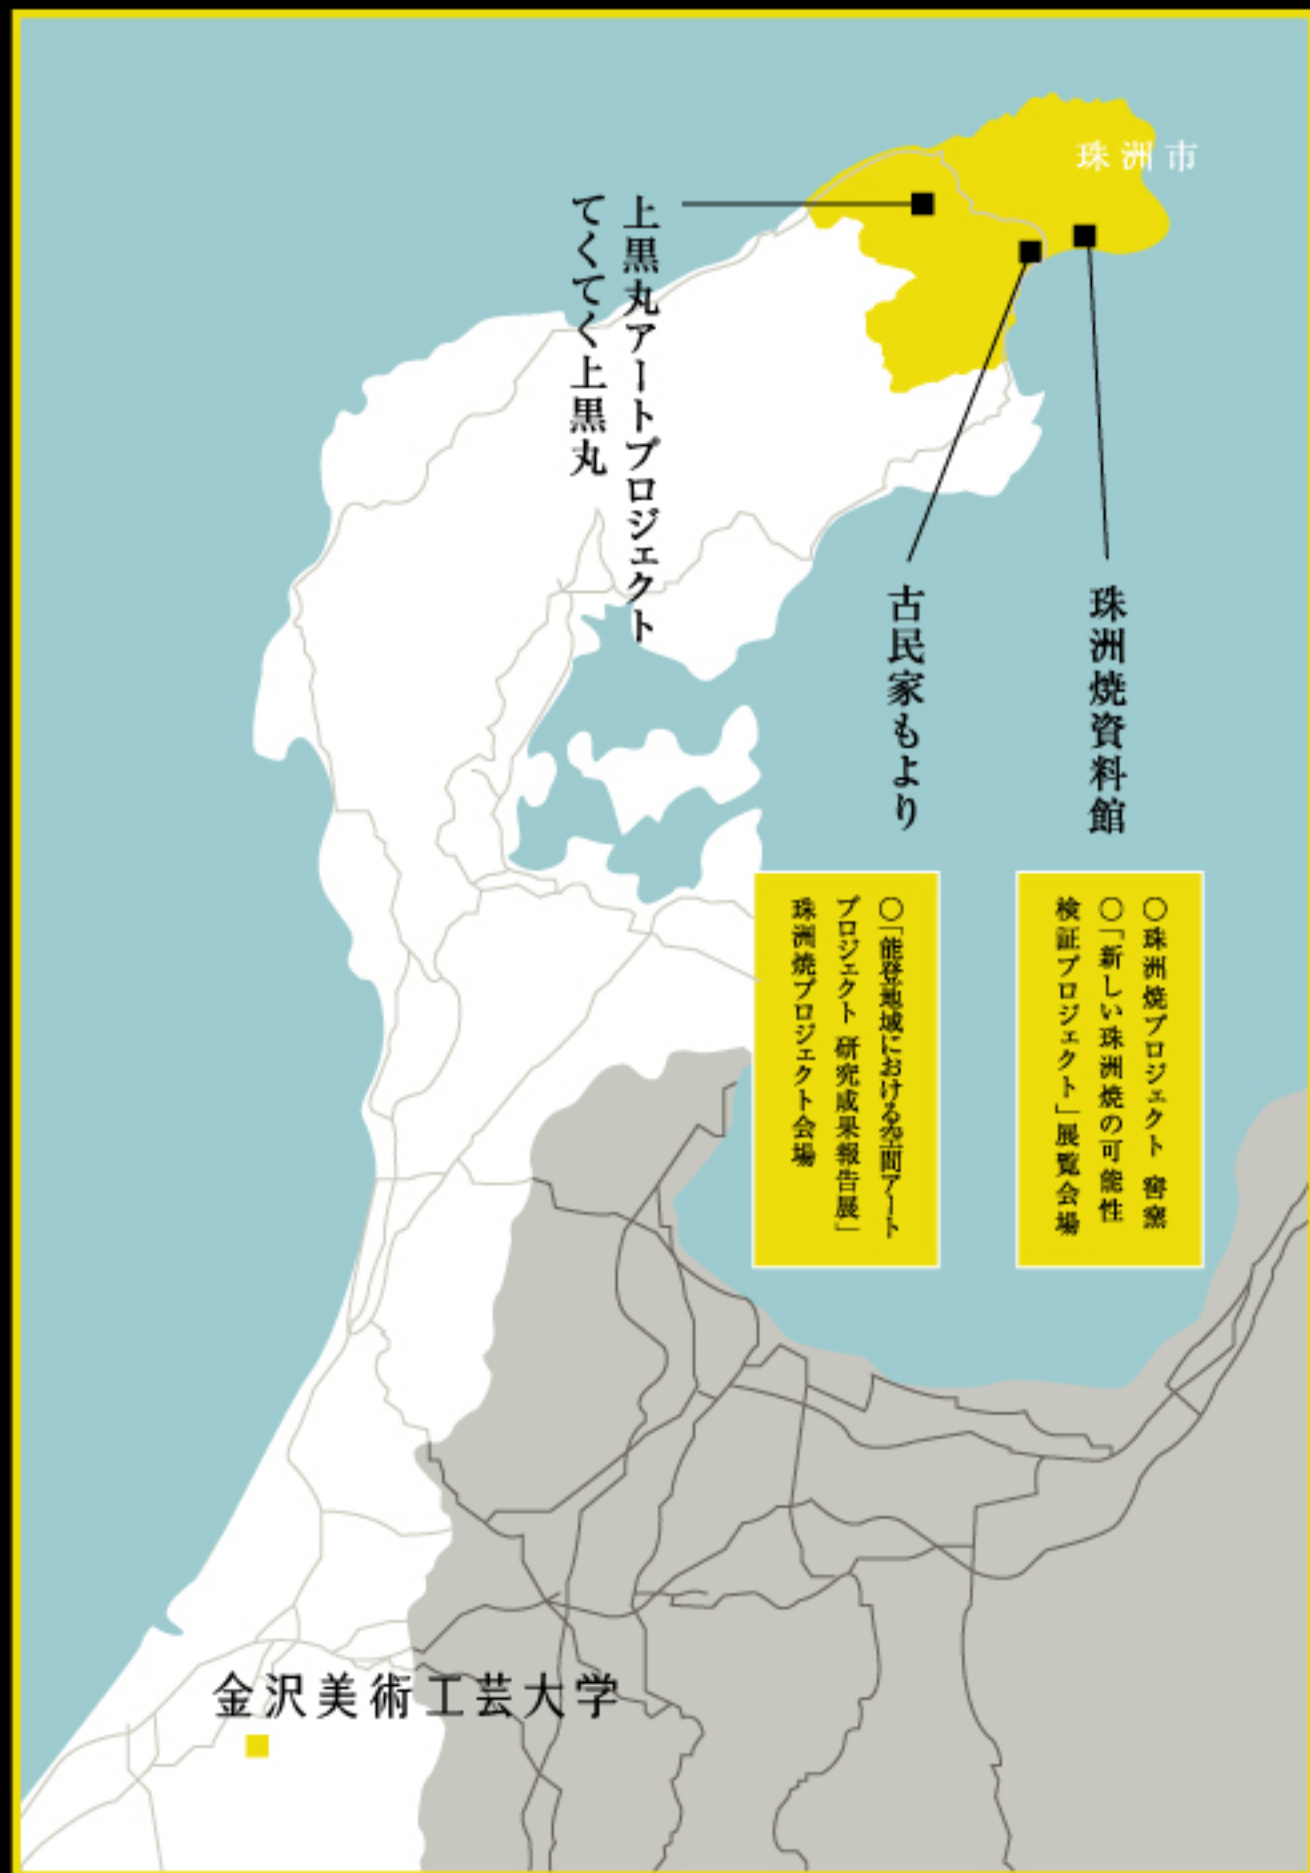 珠洲市
上黒丸アートプロジェクト
てくてく上黒丸
珠洲焼資料館
古民家もより
〇珠洲焼プロジェクト 窖窯
〇「新しい珠洲焼の可能性
検証プロジェクト」展覧会場
〇「能登地域における空間アート
プロジェクト 研究成果報告展」
珠洲焼プロジェクト会場
金沢美術工芸大学